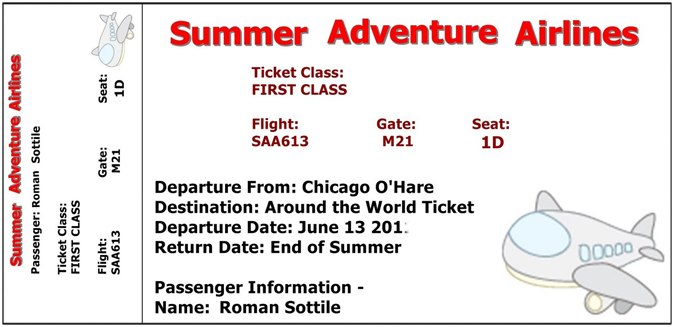 Summer Adventure Airlines
Passenger: Roman Sottile
Ticket Class:
FIRST CLASS
Flight: Gate: Seat:
SAA613 M21 1D
Summer Adventure Airlines
Ticket Class:
FIRST CLASS
Flight: Gate: Seat:
SAA613 M21 1D
Departure From: Chicago O'Hare
Destination: Around the World Ticket
Departure Date: June 13
Return Date: End of Summer
Passenger Information -
Name: Roman Sottile